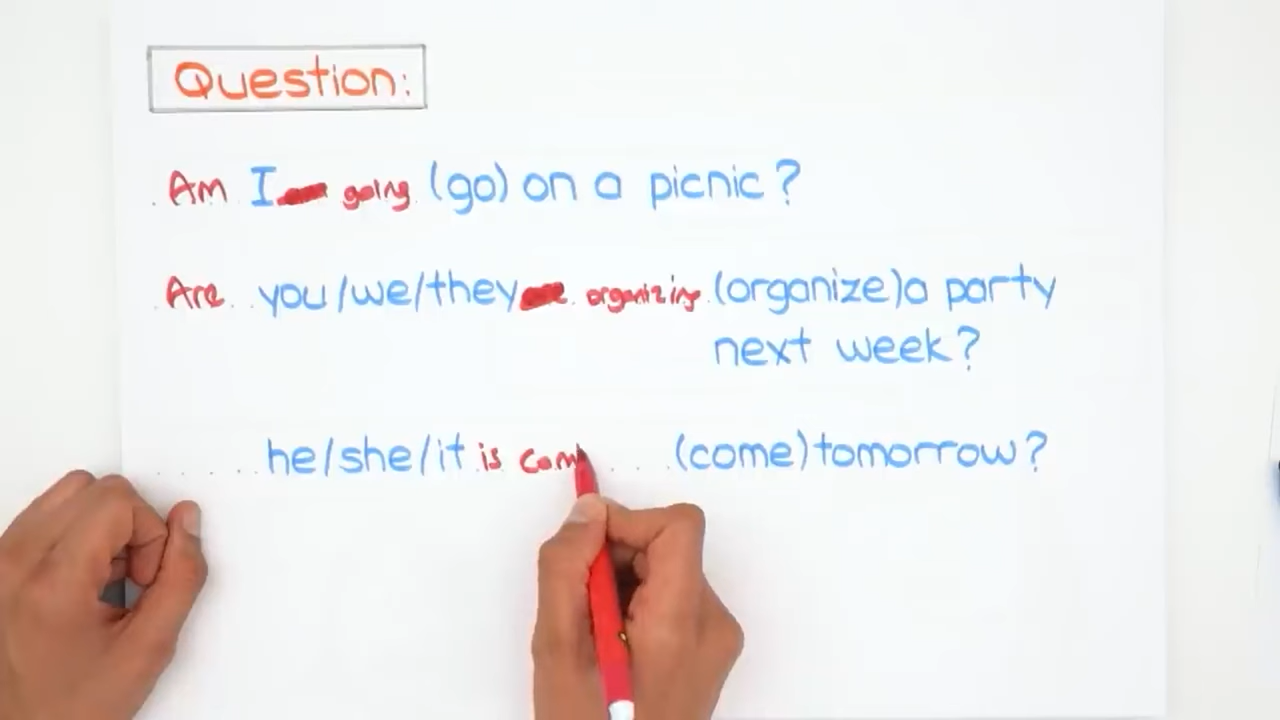 Question:
Am I going (go) on a picnic?
Are you/we/they organizing (organize) a party
next week?
..... he/she/it is com ... (come) tomorrow?